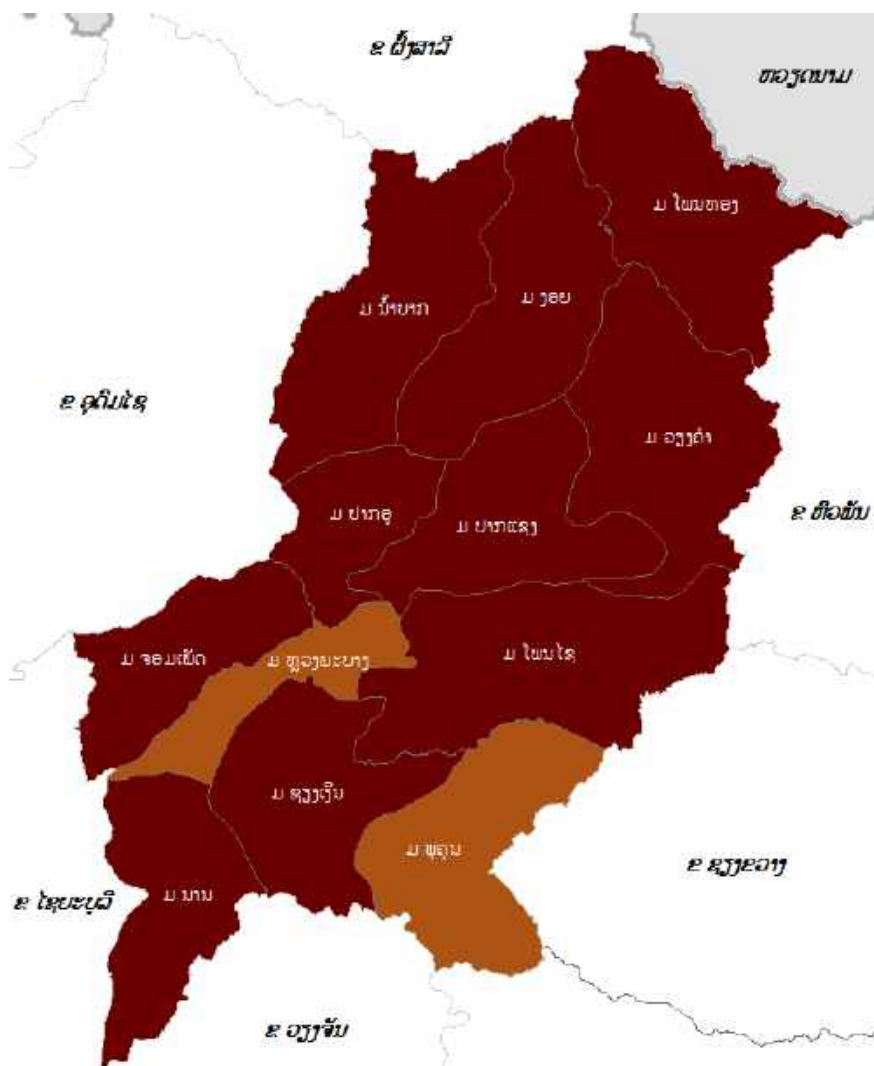 ຂ ຜົ້ງສາລີ
ຫວຽດນາມ
ມ ໂພນທອງ
ມ ງອຍ
ມ ນ້ຳບາກ
ຂ ອຸດົມໄຊ
ມ ວຽງຄຳ
ຂ ຫົວພັນ
ມ ປາກອູ
ມ ປາກແຊງ
ມ ຈອມເພັດ
ມ ຫຼວງພະບາງ
ມ ໂພນໄຊ
ມ ຊຽງເງິນ
ມ ພູຄູນ
ຂ ຊຽງຂວາງ
ມ ນານ
ຂ ໄຊຍະບູລີ
ຂ ວຽງຈັນ